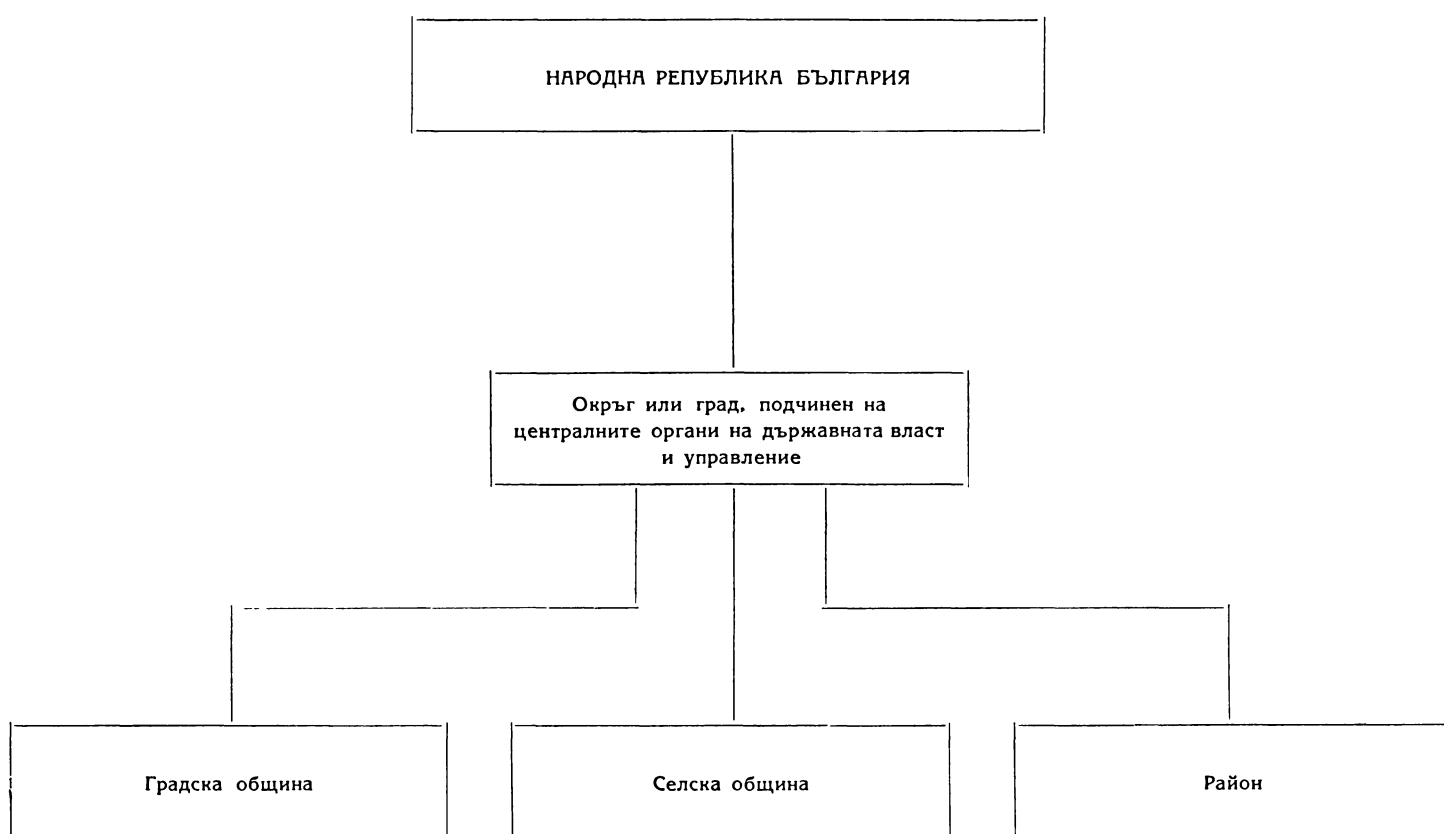 НАРОДНА РЕПУБЛИКА БЪЛГАРИЯ
Окръг или град, подчинен на
централните органи на държавната власт
и управление
Градска община
Селска община
Район